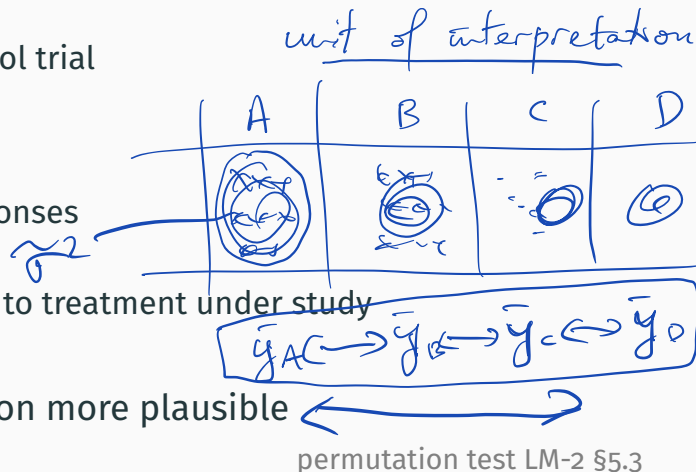 unit of interpretation
ol trial
A B C D
onses
σ̃²
to treatment under study
ȳA ↔ ȳB ↔ ȳC ↔ ȳD
on more plausible
permutation test LM-2 §5.3